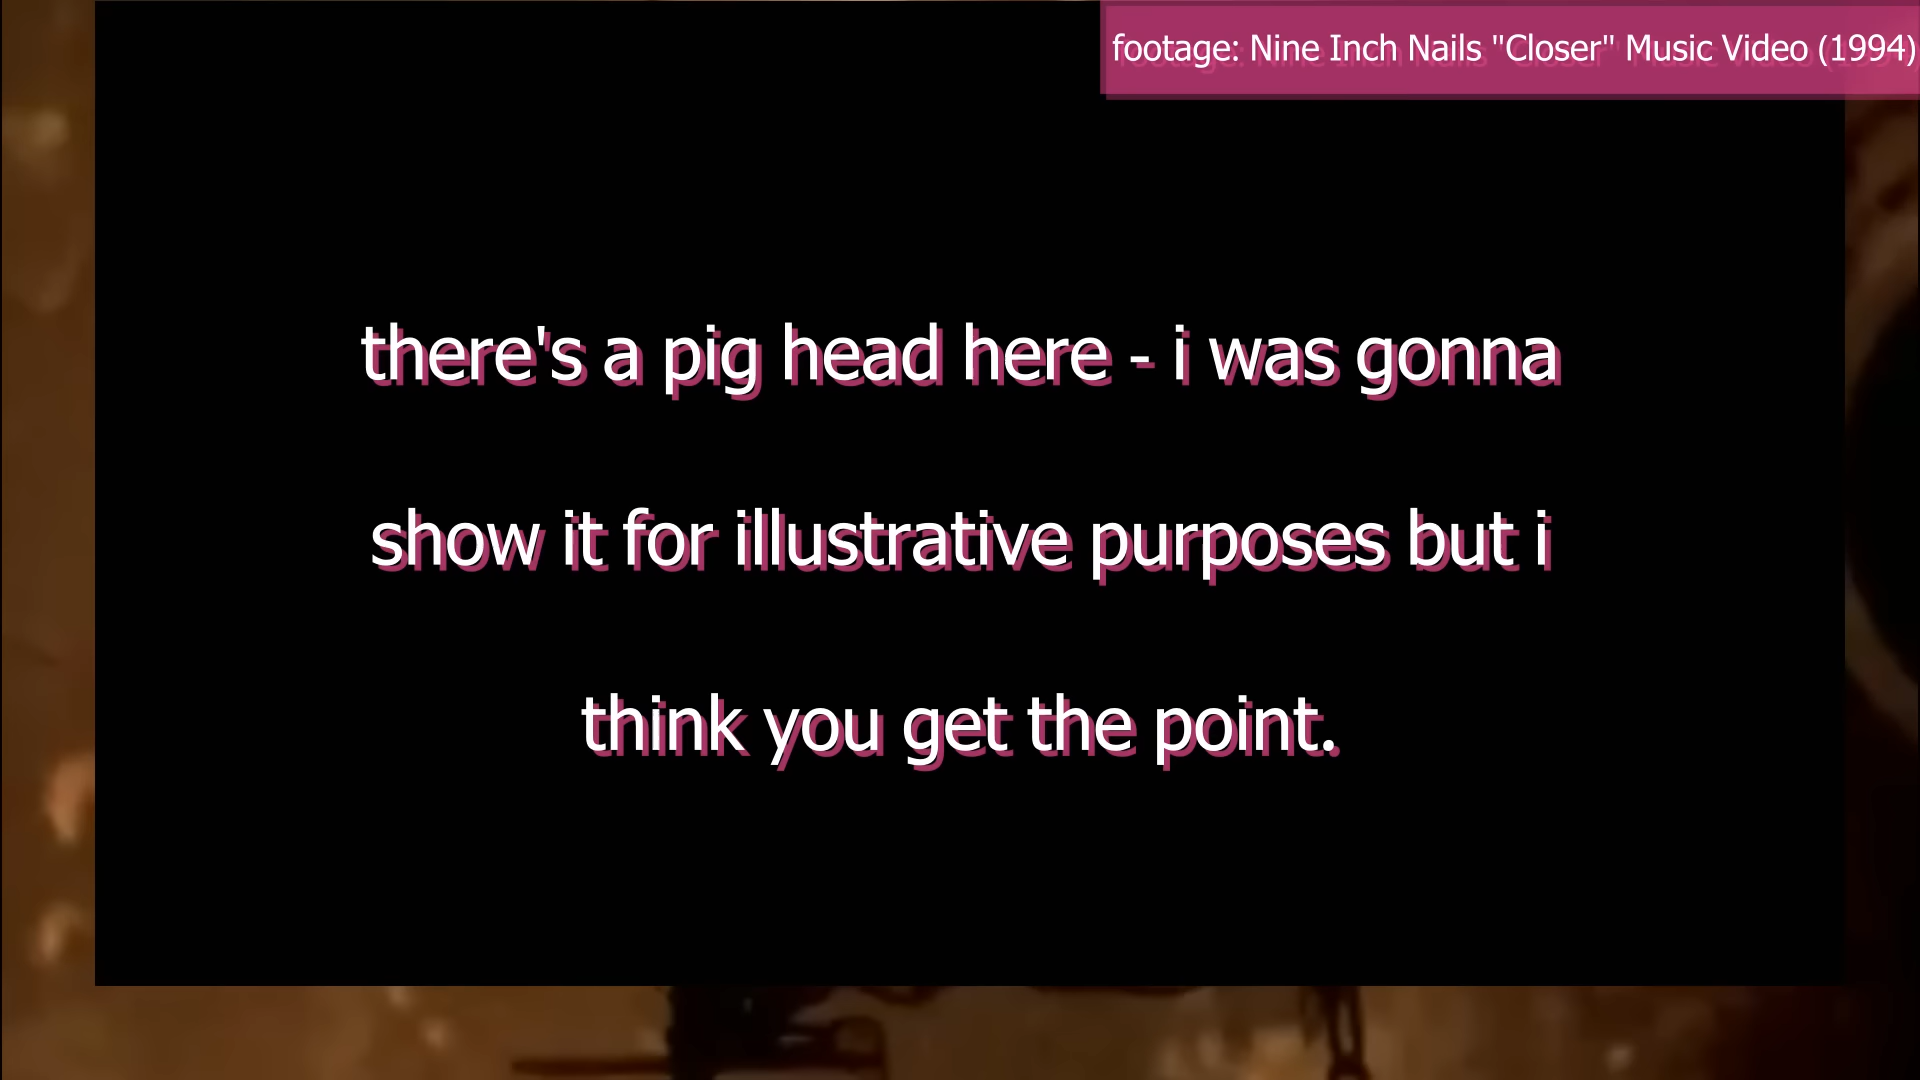 footage: Nine Inch Nails "Closer" Music Video (1994)
there's a pig head here - i was gonna
show it for illustrative purposes but i
think you get the point.